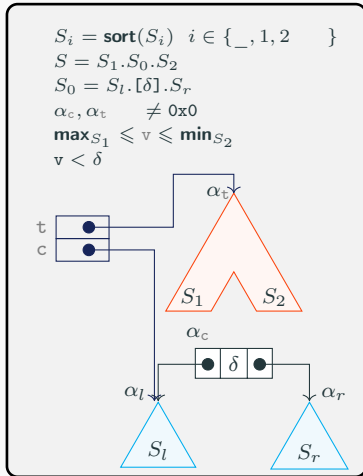 S_i = sort(S_i) i ∈ {_, 1, 2 }
S = S_1.S_0.S_2
S_0 = S_l.[δ].S_r
α_c, α_t ≠ 0x0
max_{S_1} ⩽ v ⩽ min_{S_2}
v < δ
α_t
t
c
S_1 S_2
α_c
δ
α_l α_r
S_l S_r